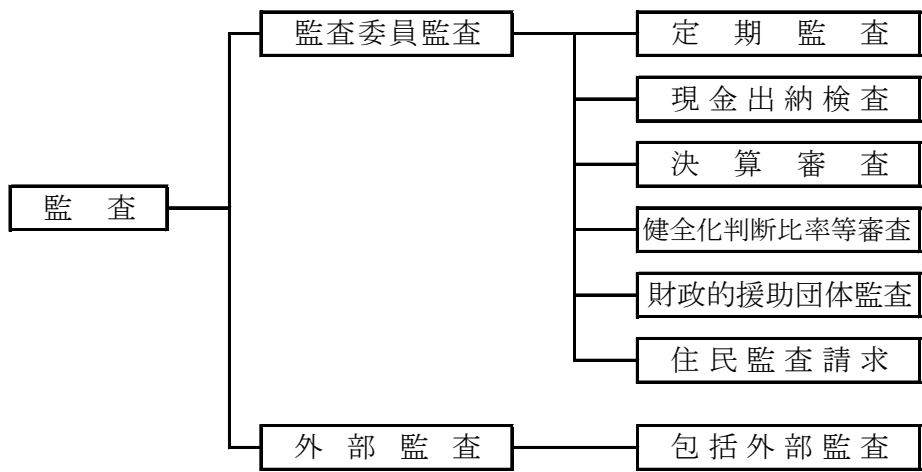 監査委員監査
定期監査
現金出納検査
決算審査
監査
健全化判断比率等審査
財政的援助団体監査
住民監査請求
外部監査
包括外部監査